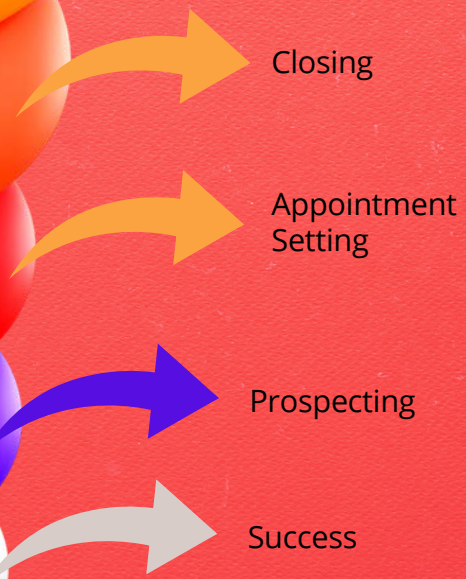 Closing
Appointment
Setting
Prospecting
Success